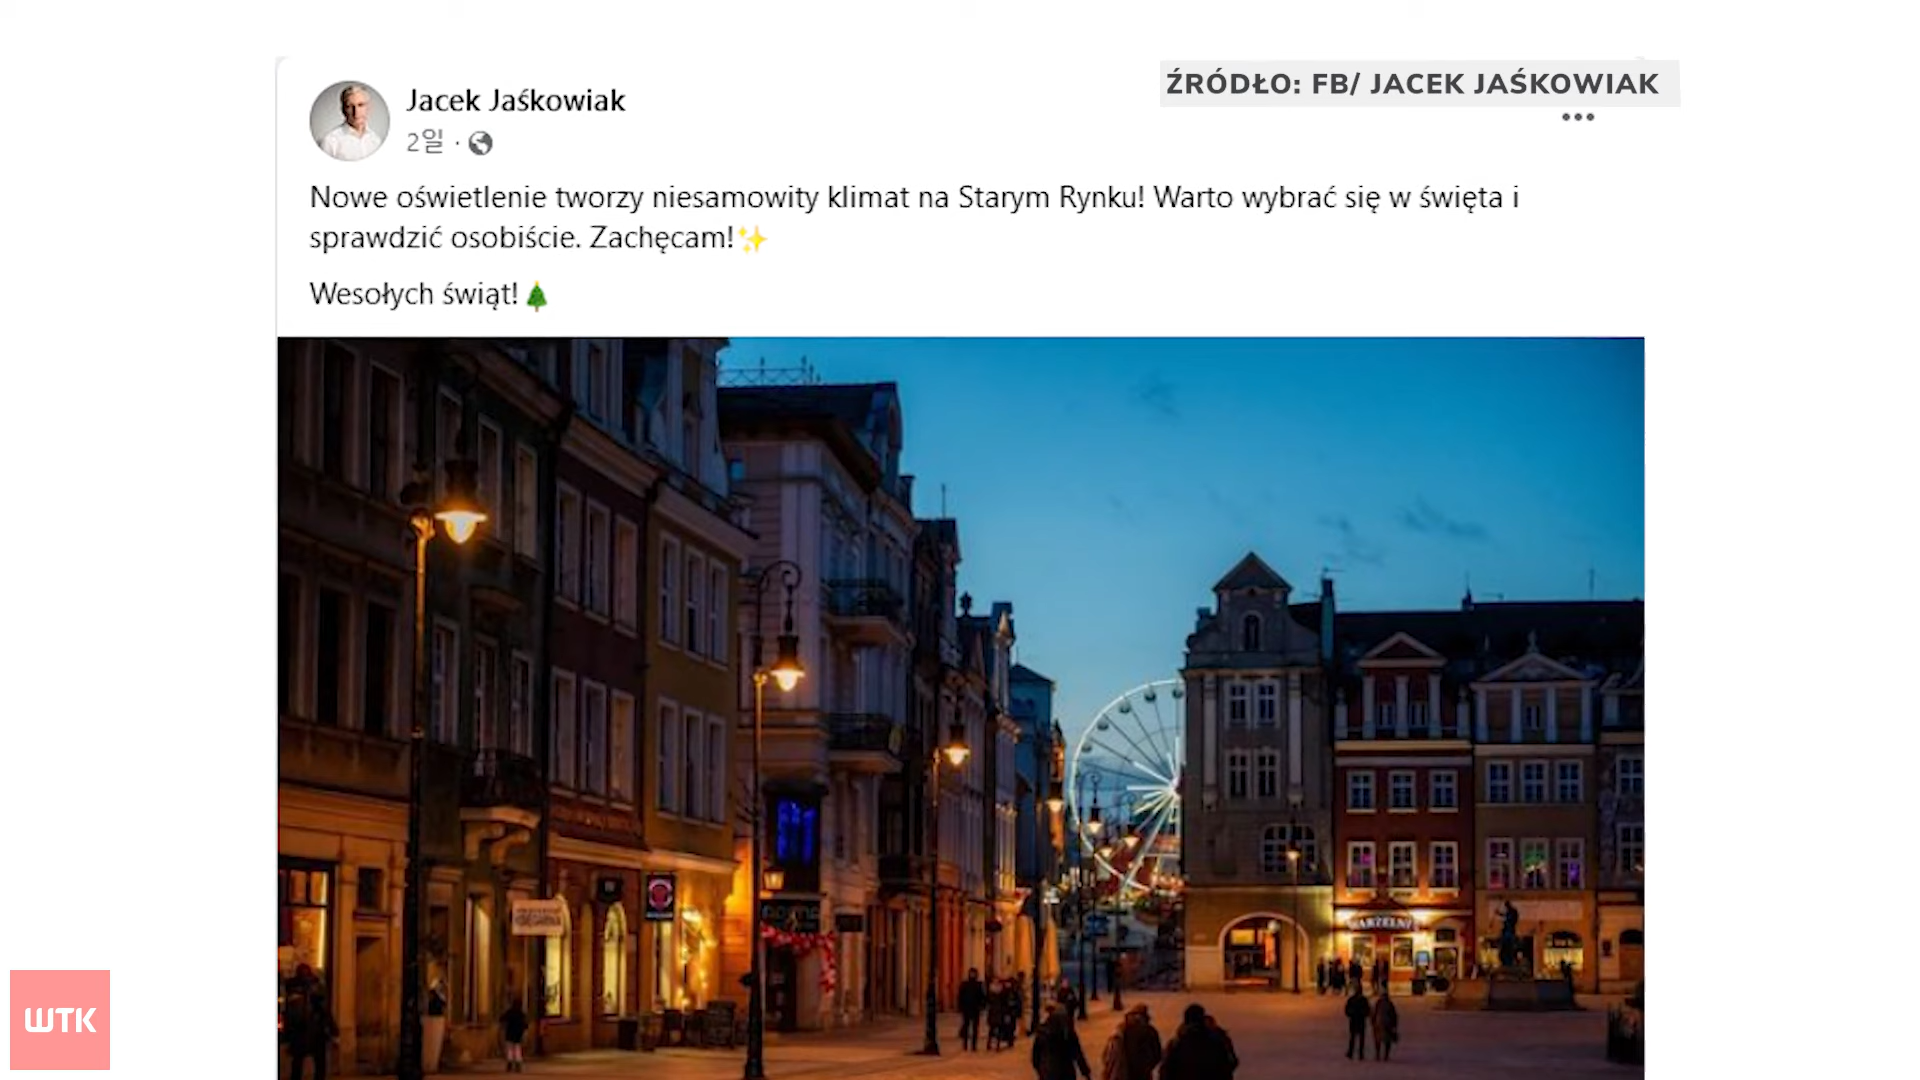 ŹRÓDŁO: FB/ JACEK JAŚKOWIAK
Jacek Jaśkowiak
2일 ·
Nowe oświetlenie tworzy niesamowity klimat na Starym Rynku! Warto wybrać się w święta i
sprawdzić osobiście. Zachęcam!✨
Wesołych świąt!🎄
WTK